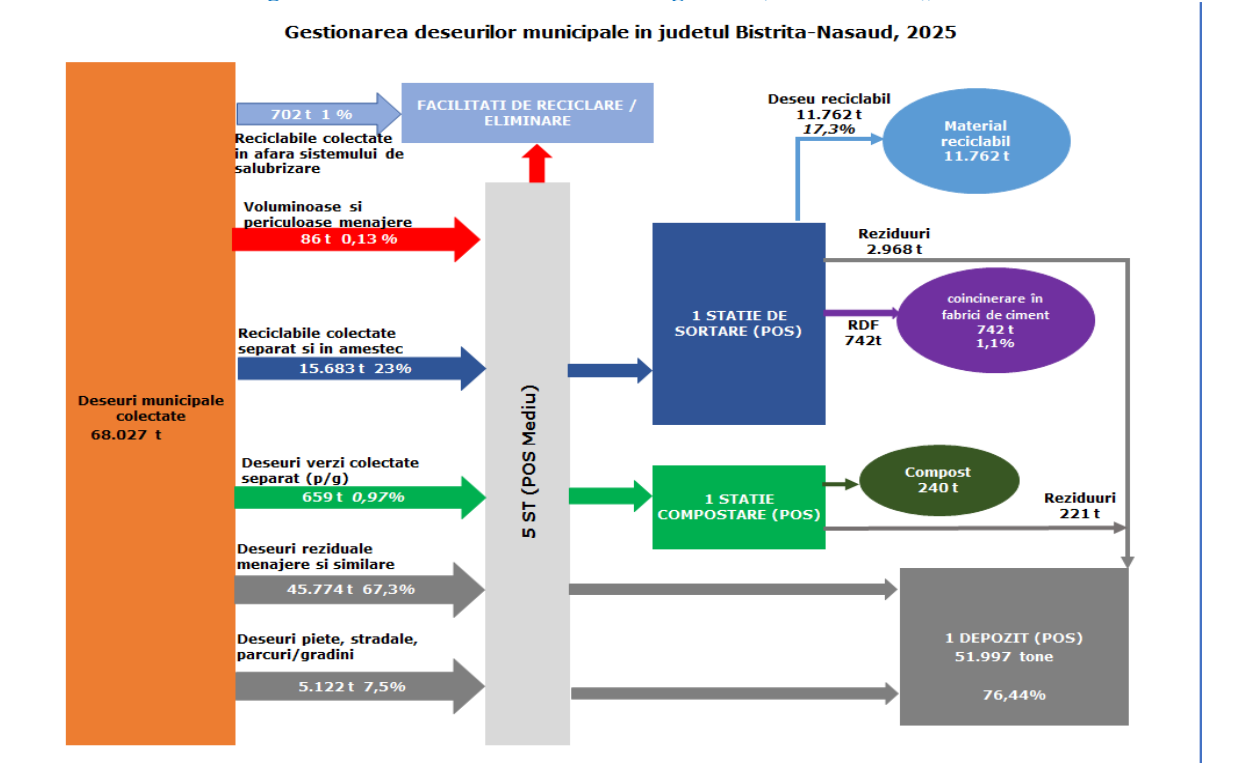 Gestionarea deseurilor municipale in judetul Bistrita-Nasaud, 2025
Deseuri municipale
colectate
68.027 t
702 t 1 %
Reciclabile colectate
in afara sistemului de
salubrizare
FACILITATI DE RECICLARE /
ELIMINARE
Voluminoase si
periculoase menajere
86 t 0,13 %
Reciclabile colectate
separat si in amestec
15.683 t 23%
Deseuri verzi colectate
separat (p/g)
659 t 0,97%
Deseuri reziduale
menajere si similare
45.774 t 67,3%
Deseuri piete, stradale,
parcuri/gradini
5.122 t 7,5%
5 ST (POS Mediu)
1 STATIE DE
SORTARE (POS)
Deseu reciclabil
11.762 t
17,3%
Material
reciclabil
11.762 t
Reziduuri
2.968 t
RDF
742t
coincinerare în
fabrici de ciment
742 t
1,1%
1 STATIE
COMPOSTARE (POS)
Compost
240 t
Reziduuri
221 t
1 DEPOZIT (POS)
51.997 tone
76,44%